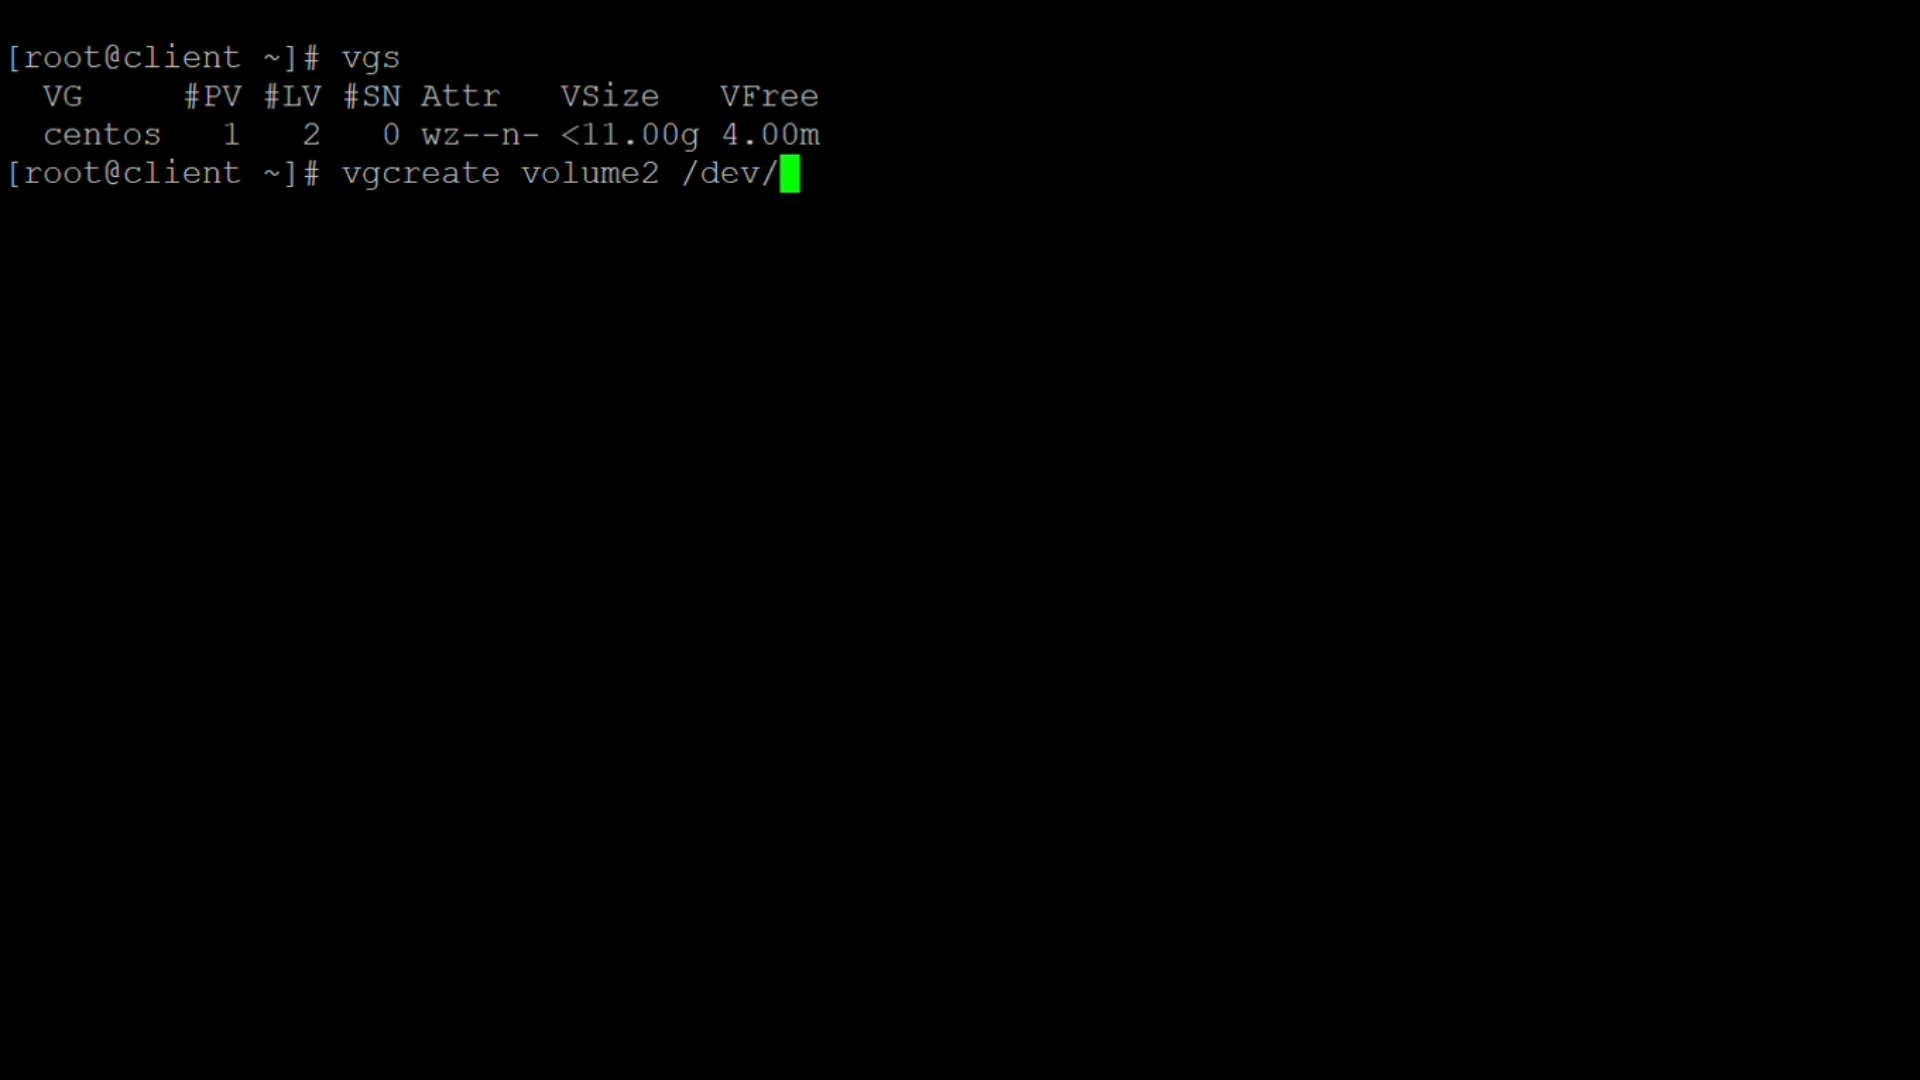 [root@client ~]# vgs
  VG     #PV #LV #SN Attr   VSize   VFree
  centos   1   2   0 wz--n- <11.00g 4.00m
[root@client ~]# vgcreate volume2 /dev/